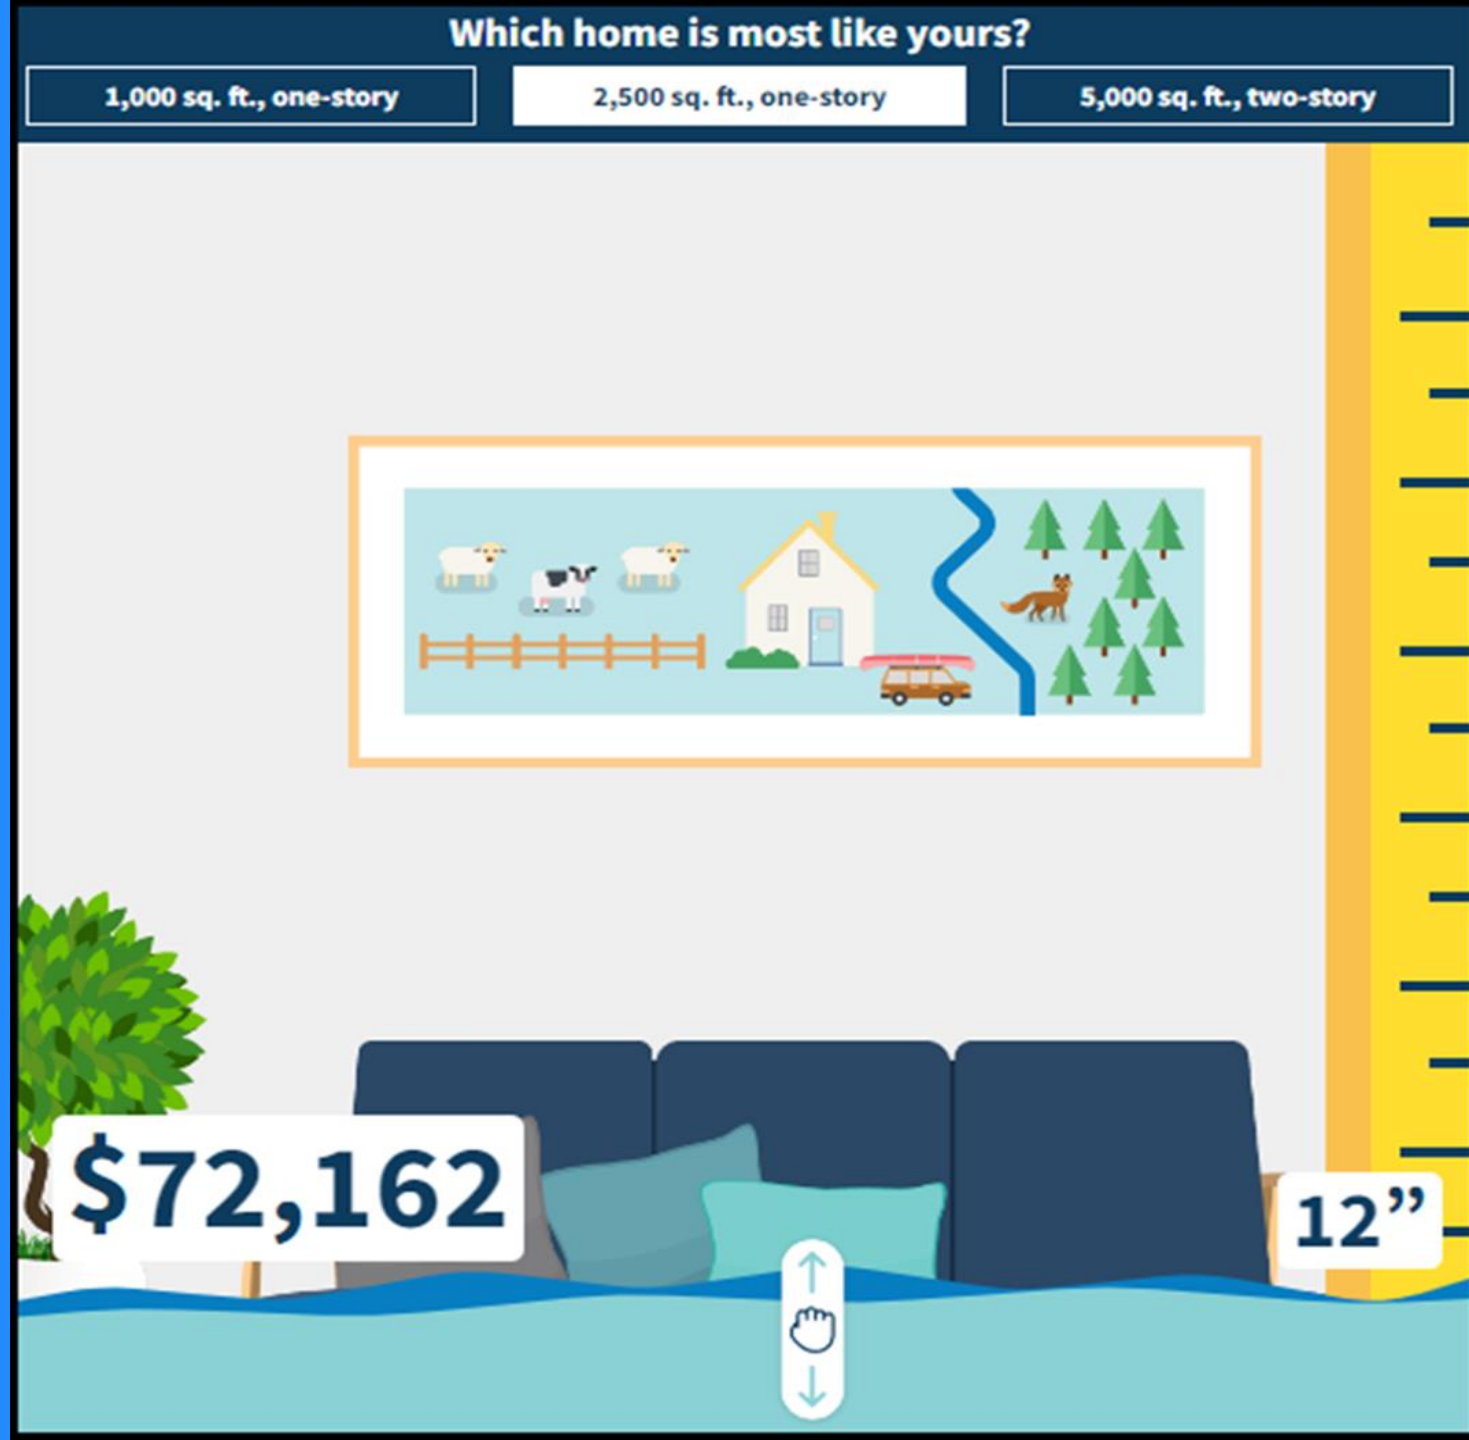 Which home is most like yours?
1,000 sq. ft., one-story
2,500 sq. ft., one-story
5,000 sq. ft., two-story
$72,162
12”